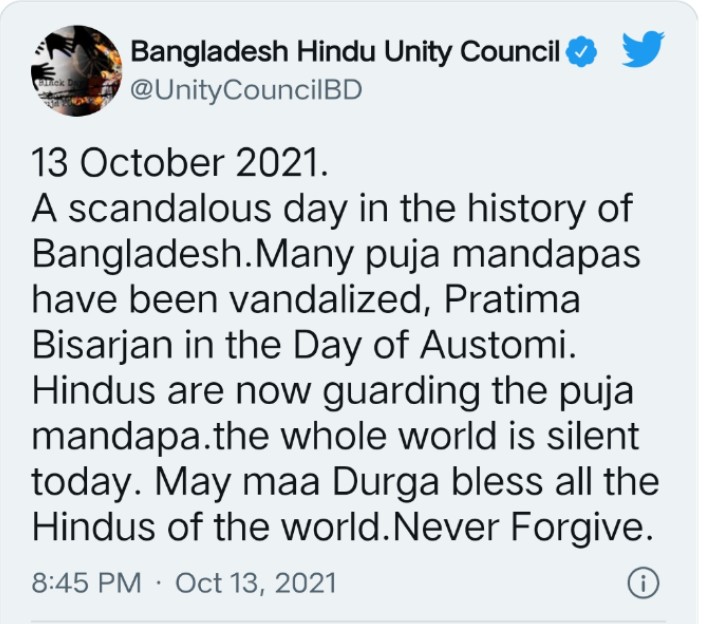 Bangladesh Hindu Unity Council
@UnityCouncilBD
13 October 2021.
A scandalous day in the history of
Bangladesh.Many puja mandapas
have been vandalized, Pratima
Bisarjan in the Day of Austomi.
Hindus are now guarding the puja
mandapa.the whole world is silent
today. May maa Durga bless all the
Hindus of the world.Never Forgive.
8:45 PM · Oct 13, 2021